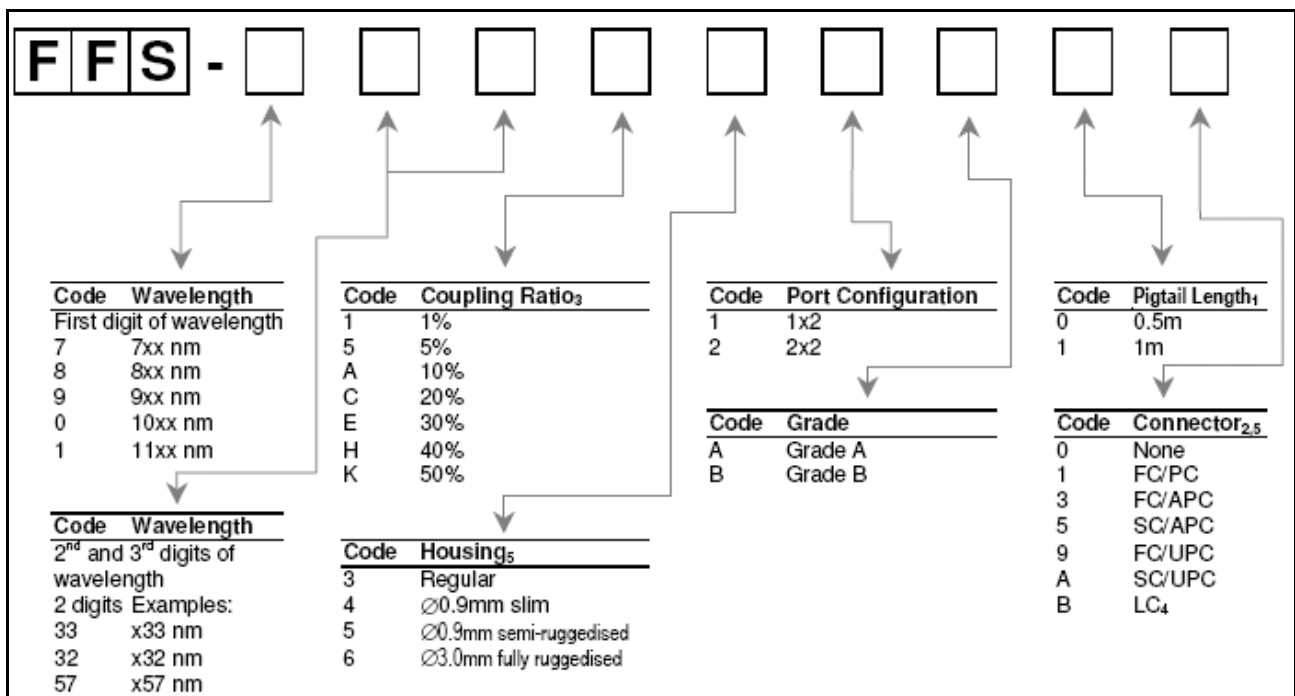 FFS-
Code Wavelength
First digit of wavelength
7 7xx nm
8 8xx nm
9 9xx nm
0 10xx nm
1 11xx nm
Code Wavelength
2nd and 3rd digits of
wavelength
2 digits Examples:
33 x33 nm
32 x32 nm
57 x57 nm
Code Coupling Ratio3
1 1%
5 5%
A 10%
C 20%
E 30%
H 40%
K 50%
Code Housing5
3 Regular
4 ∅0.9mm slim
5 ∅0.9mm semi-ruggedised
6 ∅3.0mm fully ruggedised
Code Port Configuration
1 1x2
2 2x2
Code Grade
A Grade A
B Grade B
Code Pigtail Length1
0 0.5m
1 1m
Code Connector2,5
0 None
1 FC/PC
3 FC/APC
5 SC/APC
9 FC/UPC
A SC/UPC
B LC4